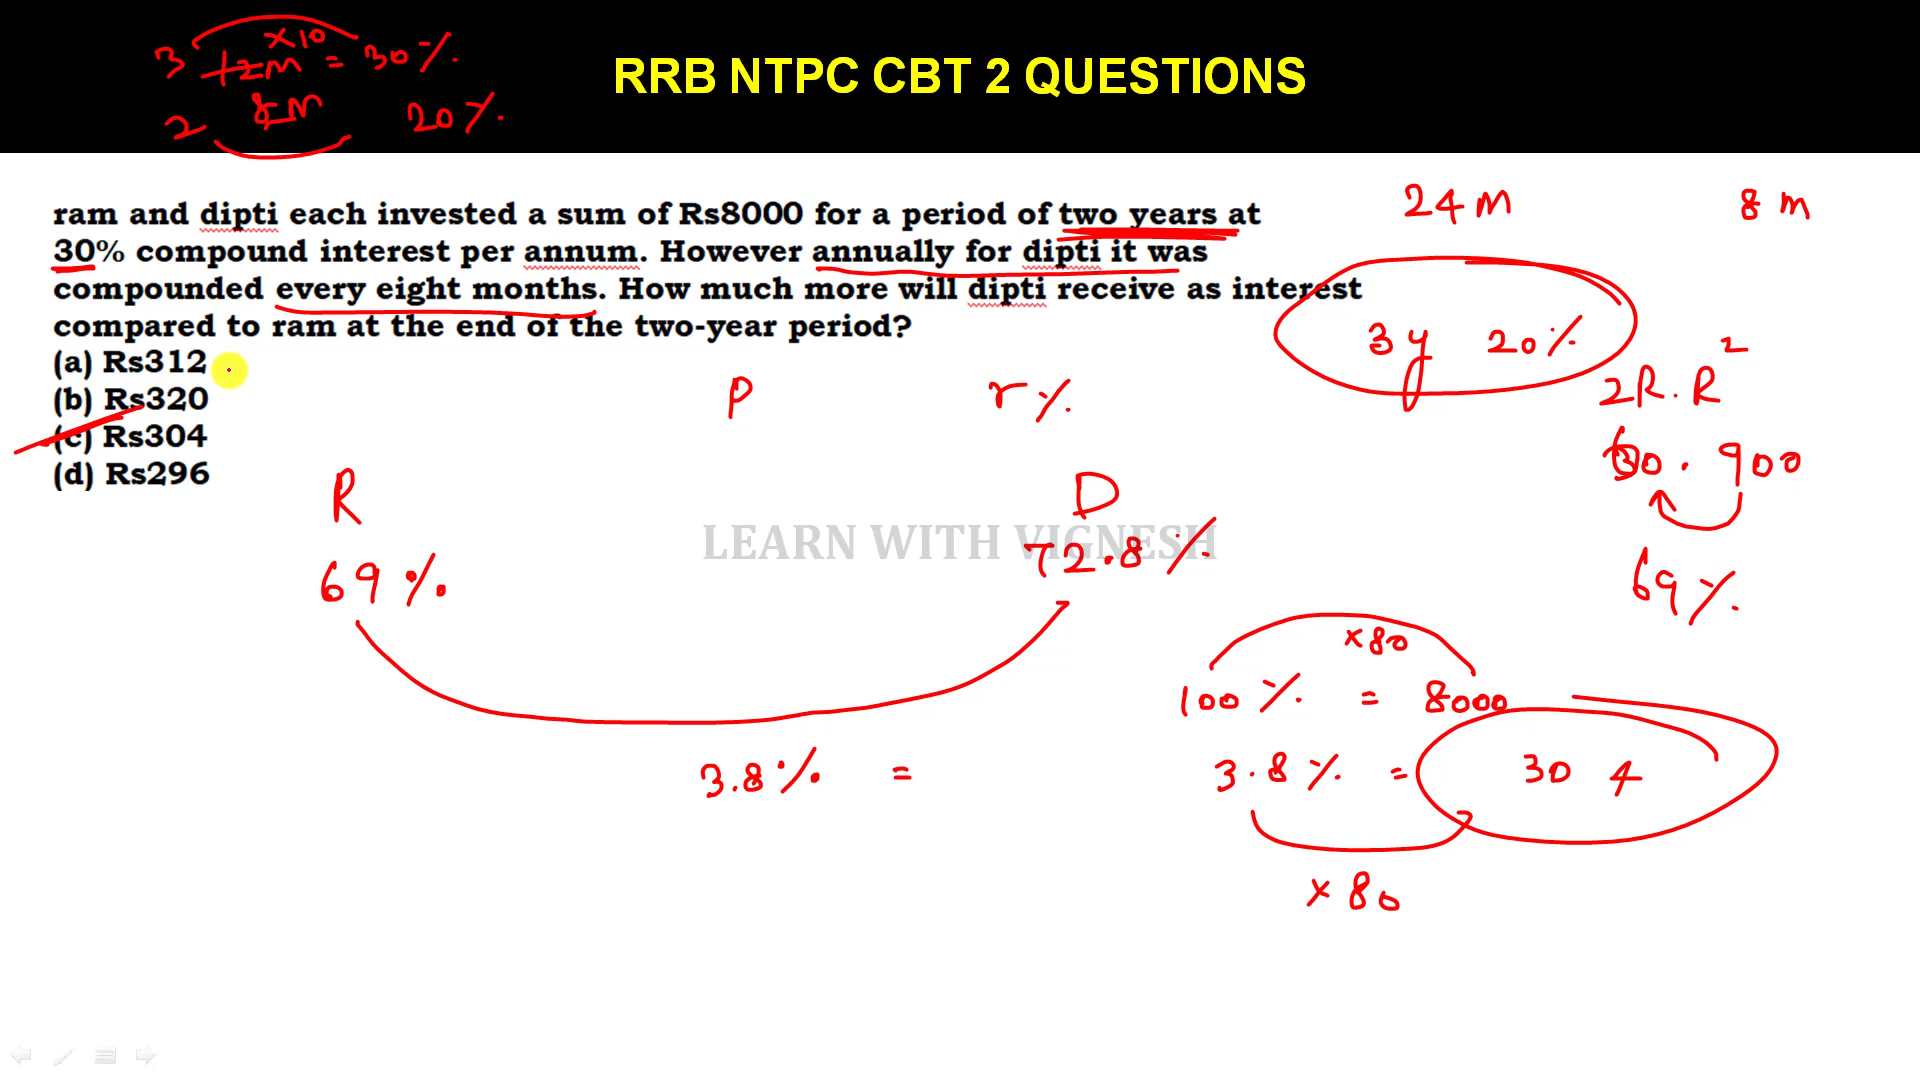 3 12m = 30%
×10
2 8m 20%
RRB NTPC CBT 2 QUESTIONS
ram and dipti each invested a sum of Rs8000 for a period of two years at
30% compound interest per annum. However annually for dipti it was
compounded every eight months. How much more will dipti receive as interest
compared to ram at the end of the two-year period?
(a) Rs312
(b) Rs320
(c) Rs304
(d) Rs296
24 m 8 m
3 y 20%
P r%
2R . R²
60 . 900
69%
R D
69% 72.8%
LEARN WITH VIGNESH
×80
100% = 8000
3.8% =
3.8% = 304
×80